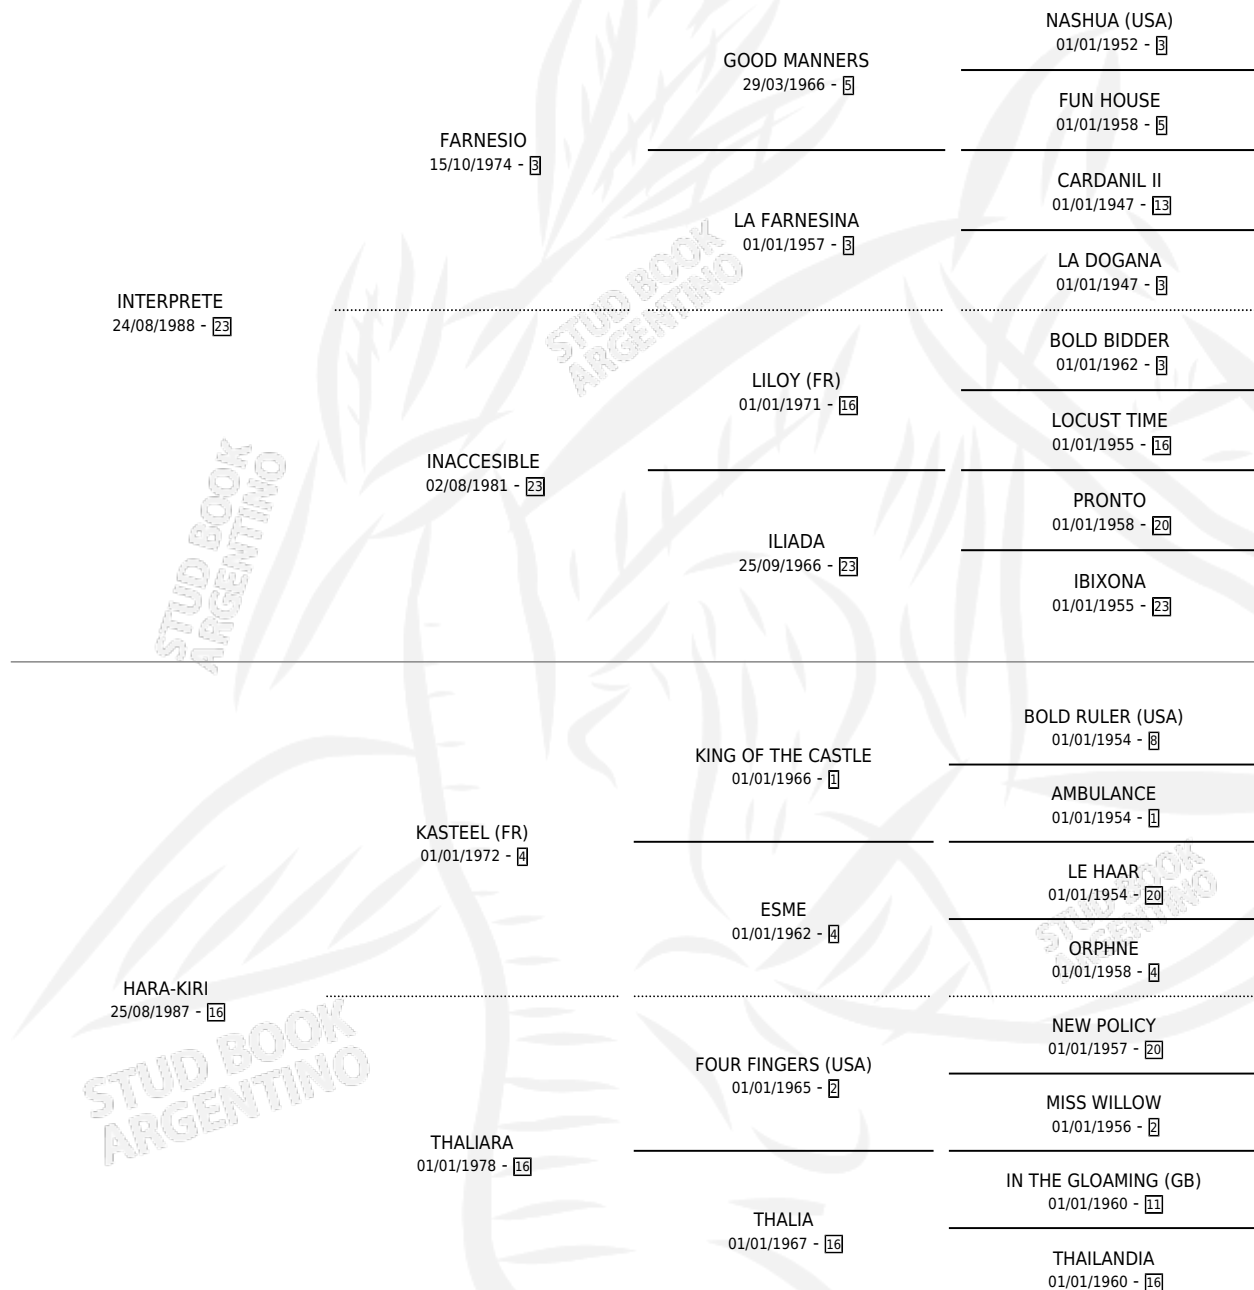 NASHUA (USA)
01/01/1952 - 3
GOOD MANNERS
29/03/1966 - 5
FUN HOUSE
01/01/1958 - 5
FARNESIO
15/10/1974 - 3
CARDANIL II
01/01/1947 - 13
LA FARNESINA
01/01/1957 - 3
LA DOGANA
01/01/1947 - 3
INTERPRETE
24/08/1988 - 23
BOLD BIDDER
01/01/1962 - 3
LILOY (FR)
01/01/1971 - 16
LOCUST TIME
01/01/1955 - 16
INACCESIBLE
02/08/1981 - 23
PRONTO
01/01/1958 - 20
ILIADA
25/09/1966 - 23
IBIXONA
01/01/1955 - 23
BOLD RULER (USA)
01/01/1954 - 8
KING OF THE CASTLE
01/01/1966 - 1
AMBULANCE
01/01/1954 - 1
KASTEEL (FR)
01/01/1972 - 4
LE HAAR
01/01/1954 - 20
ESME
01/01/1962 - 4
ORPHNE
01/01/1958 - 4
HARA-KIRI
25/08/1987 - 16
NEW POLICY
01/01/1957 - 20
FOUR FINGERS (USA)
01/01/1965 - 2
MISS WILLOW
01/01/1956 - 2
THALIARA
01/01/1978 - 16
IN THE GLOAMING (GB)
01/01/1960 - 11
THALIA
01/01/1967 - 16
THAILANDIA
01/01/1960 - 16
STUD BOOK
ARGENTINO
STUD BOOK
ARGENTINO
STUD BOOK
ARGENTINO
STUD BOOK
ARGENTINO